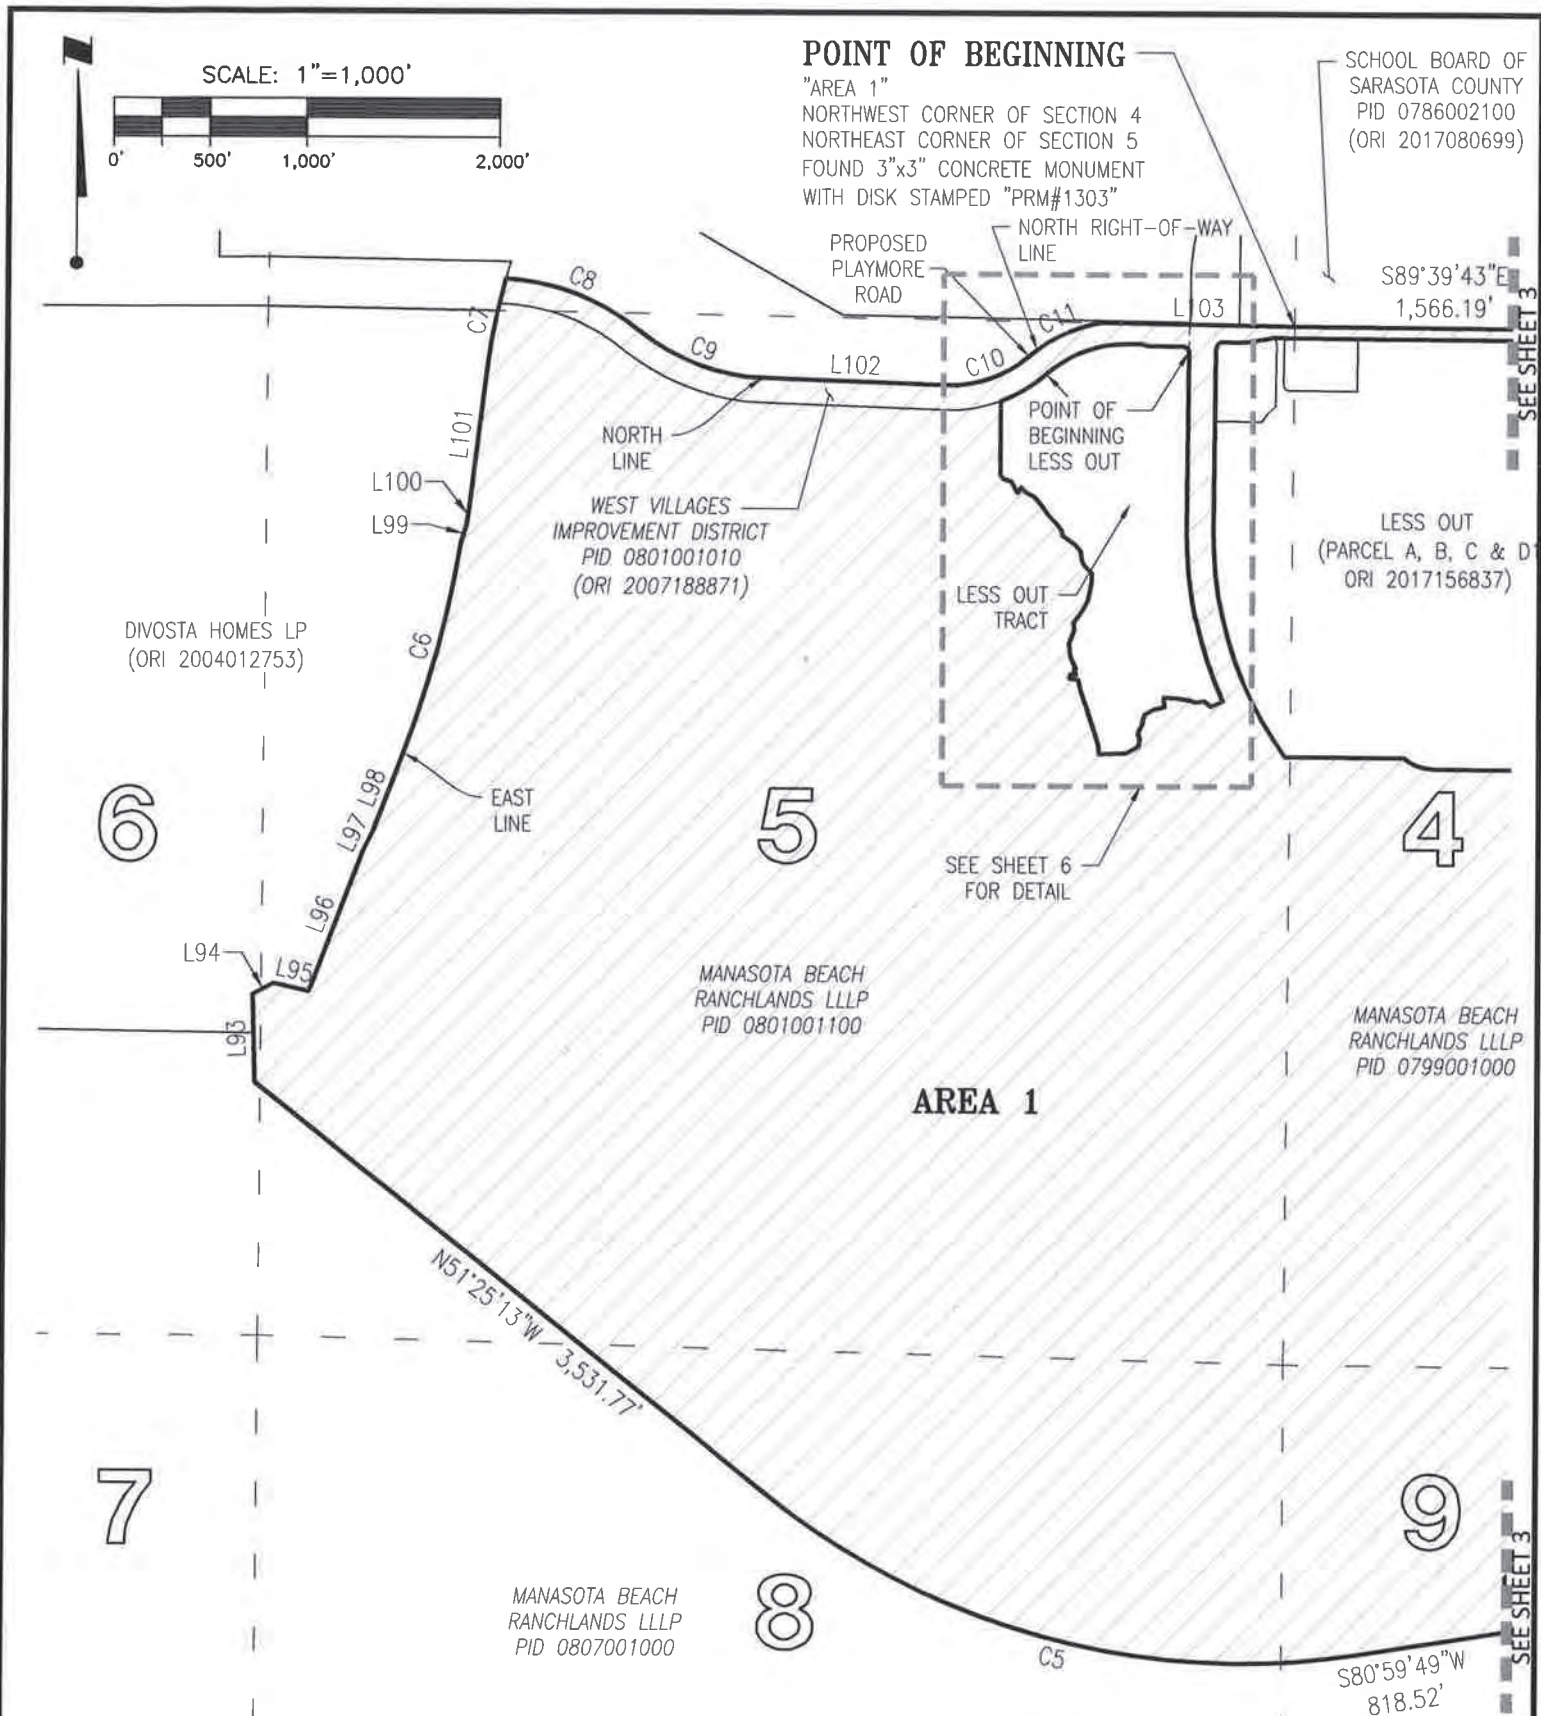 N
SCALE: 1"=1,000'
0' 500' 1,000' 2,000'
POINT OF BEGINNING
"AREA 1"
NORTHWEST CORNER OF SECTION 4
NORTHEAST CORNER OF SECTION 5
FOUND 3"x3" CONCRETE MONUMENT
WITH DISK STAMPED "PRM#1303"
SCHOOL BOARD OF
SARASOTA COUNTY
PID 0786002100
(ORI 2017080699)
NORTH RIGHT-OF-WAY
LINE
PROPOSED
PLAYMORE
ROAD
S89°39'43"E
1,566.19'
SEE SHEET 3
C8
C7
C9
L102
C10
C11
L103
L101
L100
L99
NORTH
LINE
POINT OF
BEGINNING
LESS OUT
WEST VILLAGES
IMPROVEMENT DISTRICT
PID 0801001010
(ORI 2007188871)
LESS OUT
(PARCEL A, B, C & D1
ORI 2017156837)
LESS OUT
TRACT
DIVOSTA HOMES LP
(ORI 2004012753)
C6
EAST
LINE
L98
L97
6
5
4
SEE SHEET 6
FOR DETAIL
L96
L94
L95
L93
MANASOTA BEACH
RANCHLANDS LLLP
PID 0801001100
MANASOTA BEACH
RANCHLANDS LLLP
PID 0799001000
AREA 1
N51°25'13"W
3,531.77'
7
8
9
MANASOTA BEACH
RANCHLANDS LLLP
PID 0807001000
C5
S80°59'49"W
818.52'
SEE SHEET 3